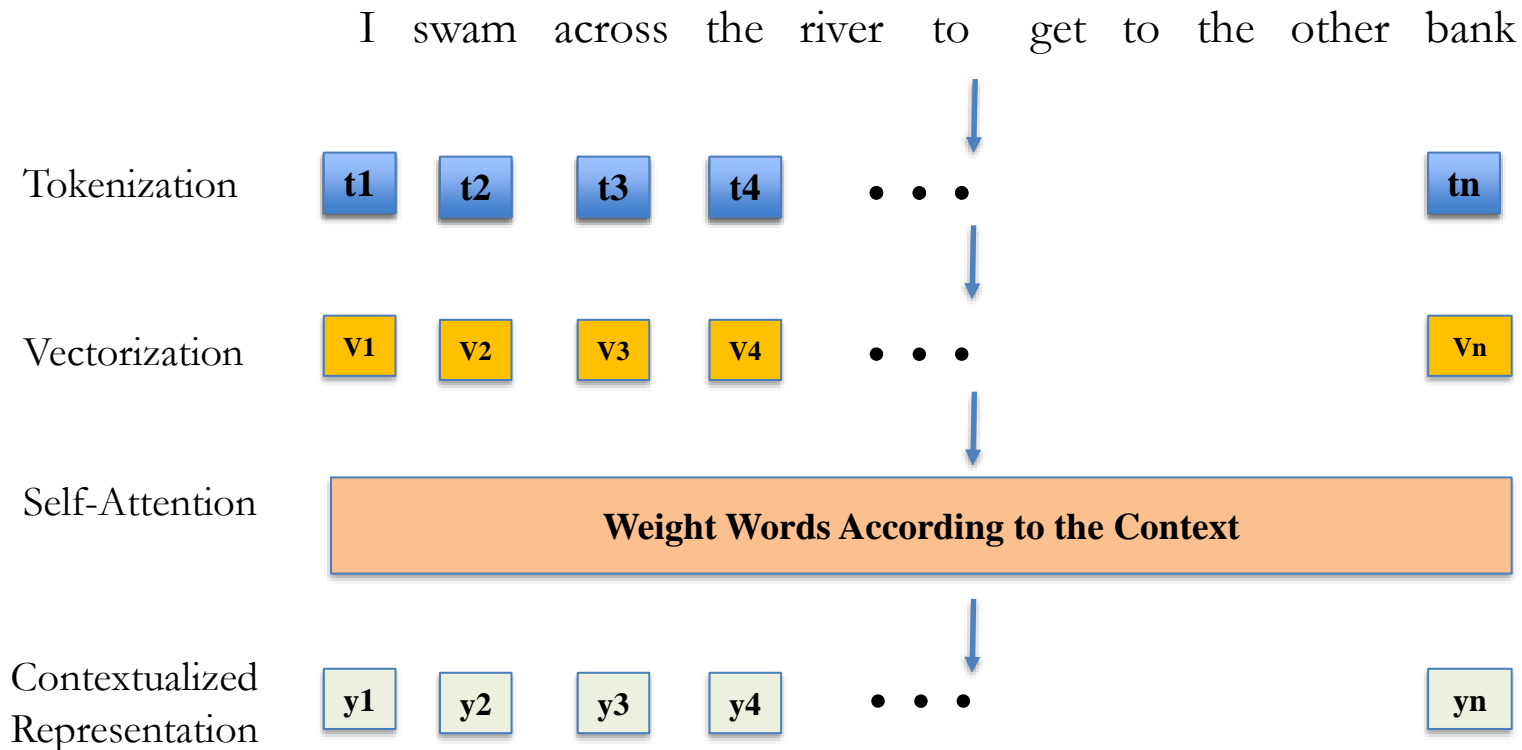 I swam across the river to get to the other bank
Tokenization t1 t2 t3 t4 • • • tn
Vectorization V1 V2 V3 V4 • • • Vn
Self-Attention
Weight Words According to the Context
Contextualized
Representation
y1 y2 y3 y4 • • • yn